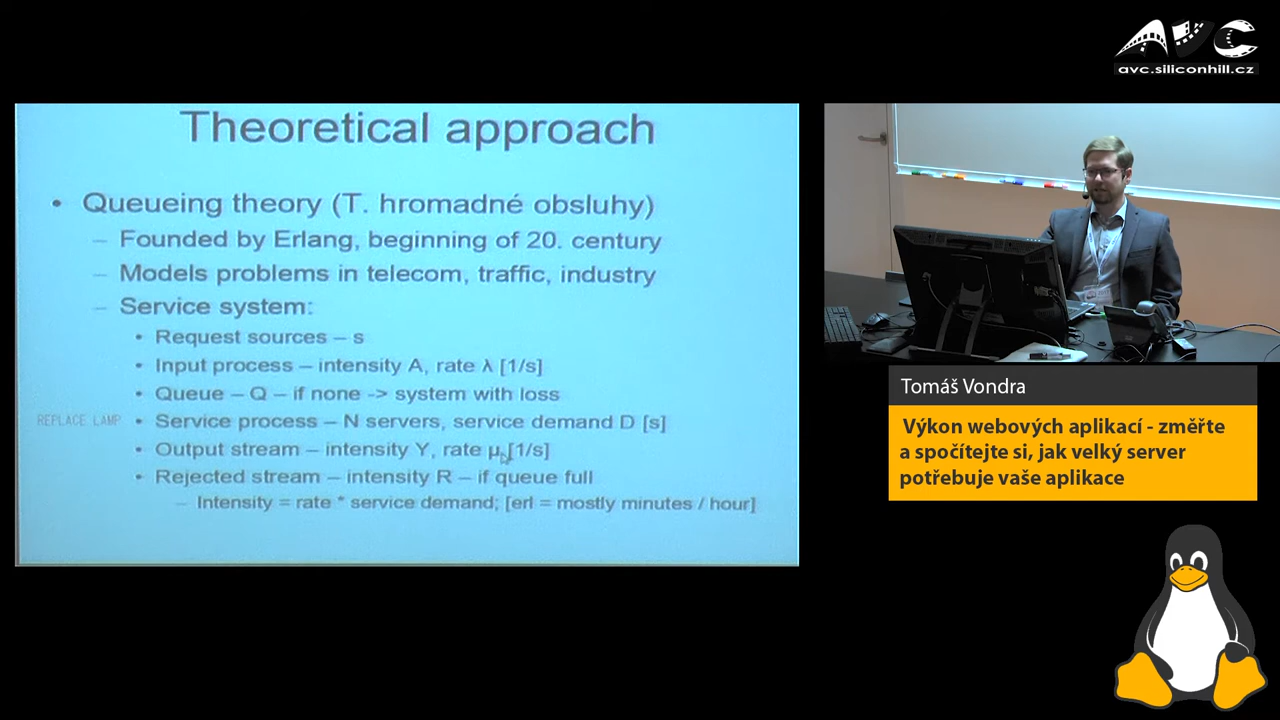 AVC
avc.siliconhill.cz
Theoretical approach
• Queueing theory (T. hromadné obsluhy)
– Founded by Erlang, beginning of 20. century
– Models problems in telecom, traffic, industry
– Service system:
• Request sources – s
• Input process – intensity A, rate λ [1/s]
• Queue – Q – if none -> system with loss
REPLACE LAMP
• Service process – N servers, service demand D [s]
• Output stream – intensity Y, rate μ [1/s]
• Rejected stream – intensity R – if queue full
– Intensity = rate * service demand; [erl = mostly minutes / hour]
Tomáš Vondra
Výkon webových aplikací - změřte
a spočítejte si, jak velký server
potřebuje vaše aplikace